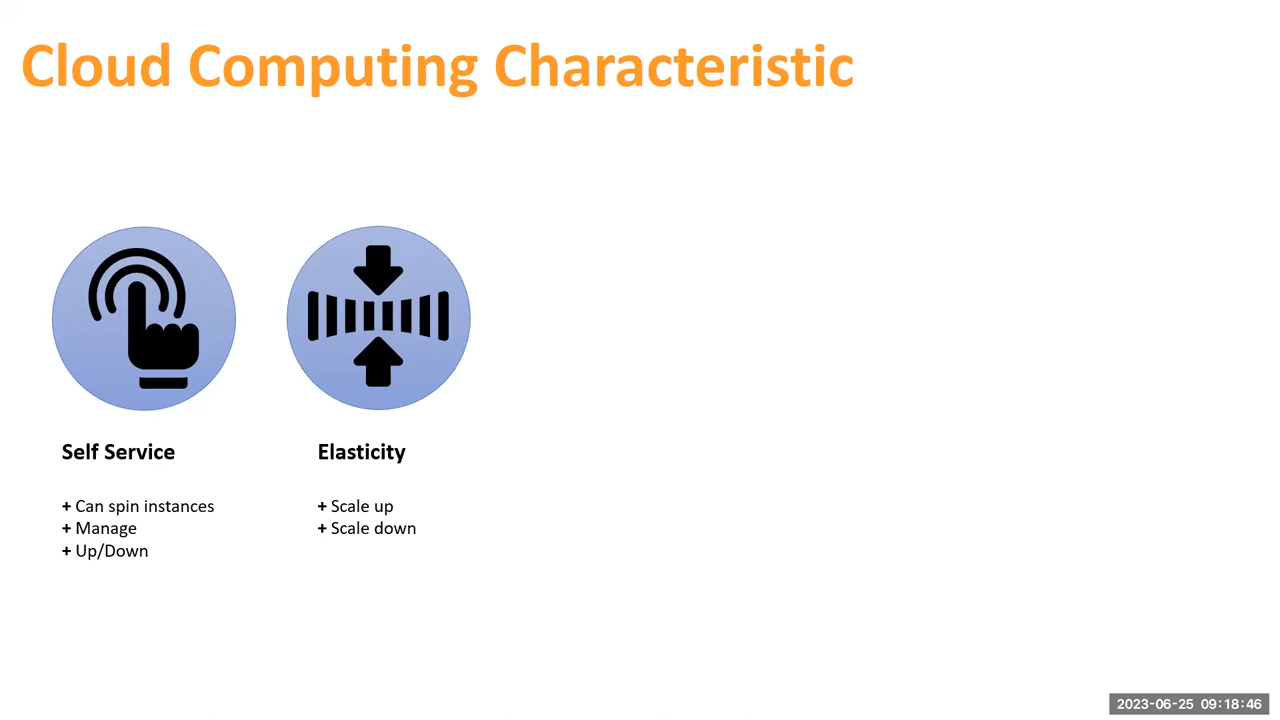 Cloud Computing Characteristic
Self Service
+ Can spin instances
+ Manage
+ Up/Down
Elasticity
+ Scale up
+ Scale down
2023-06-25 09:18:46